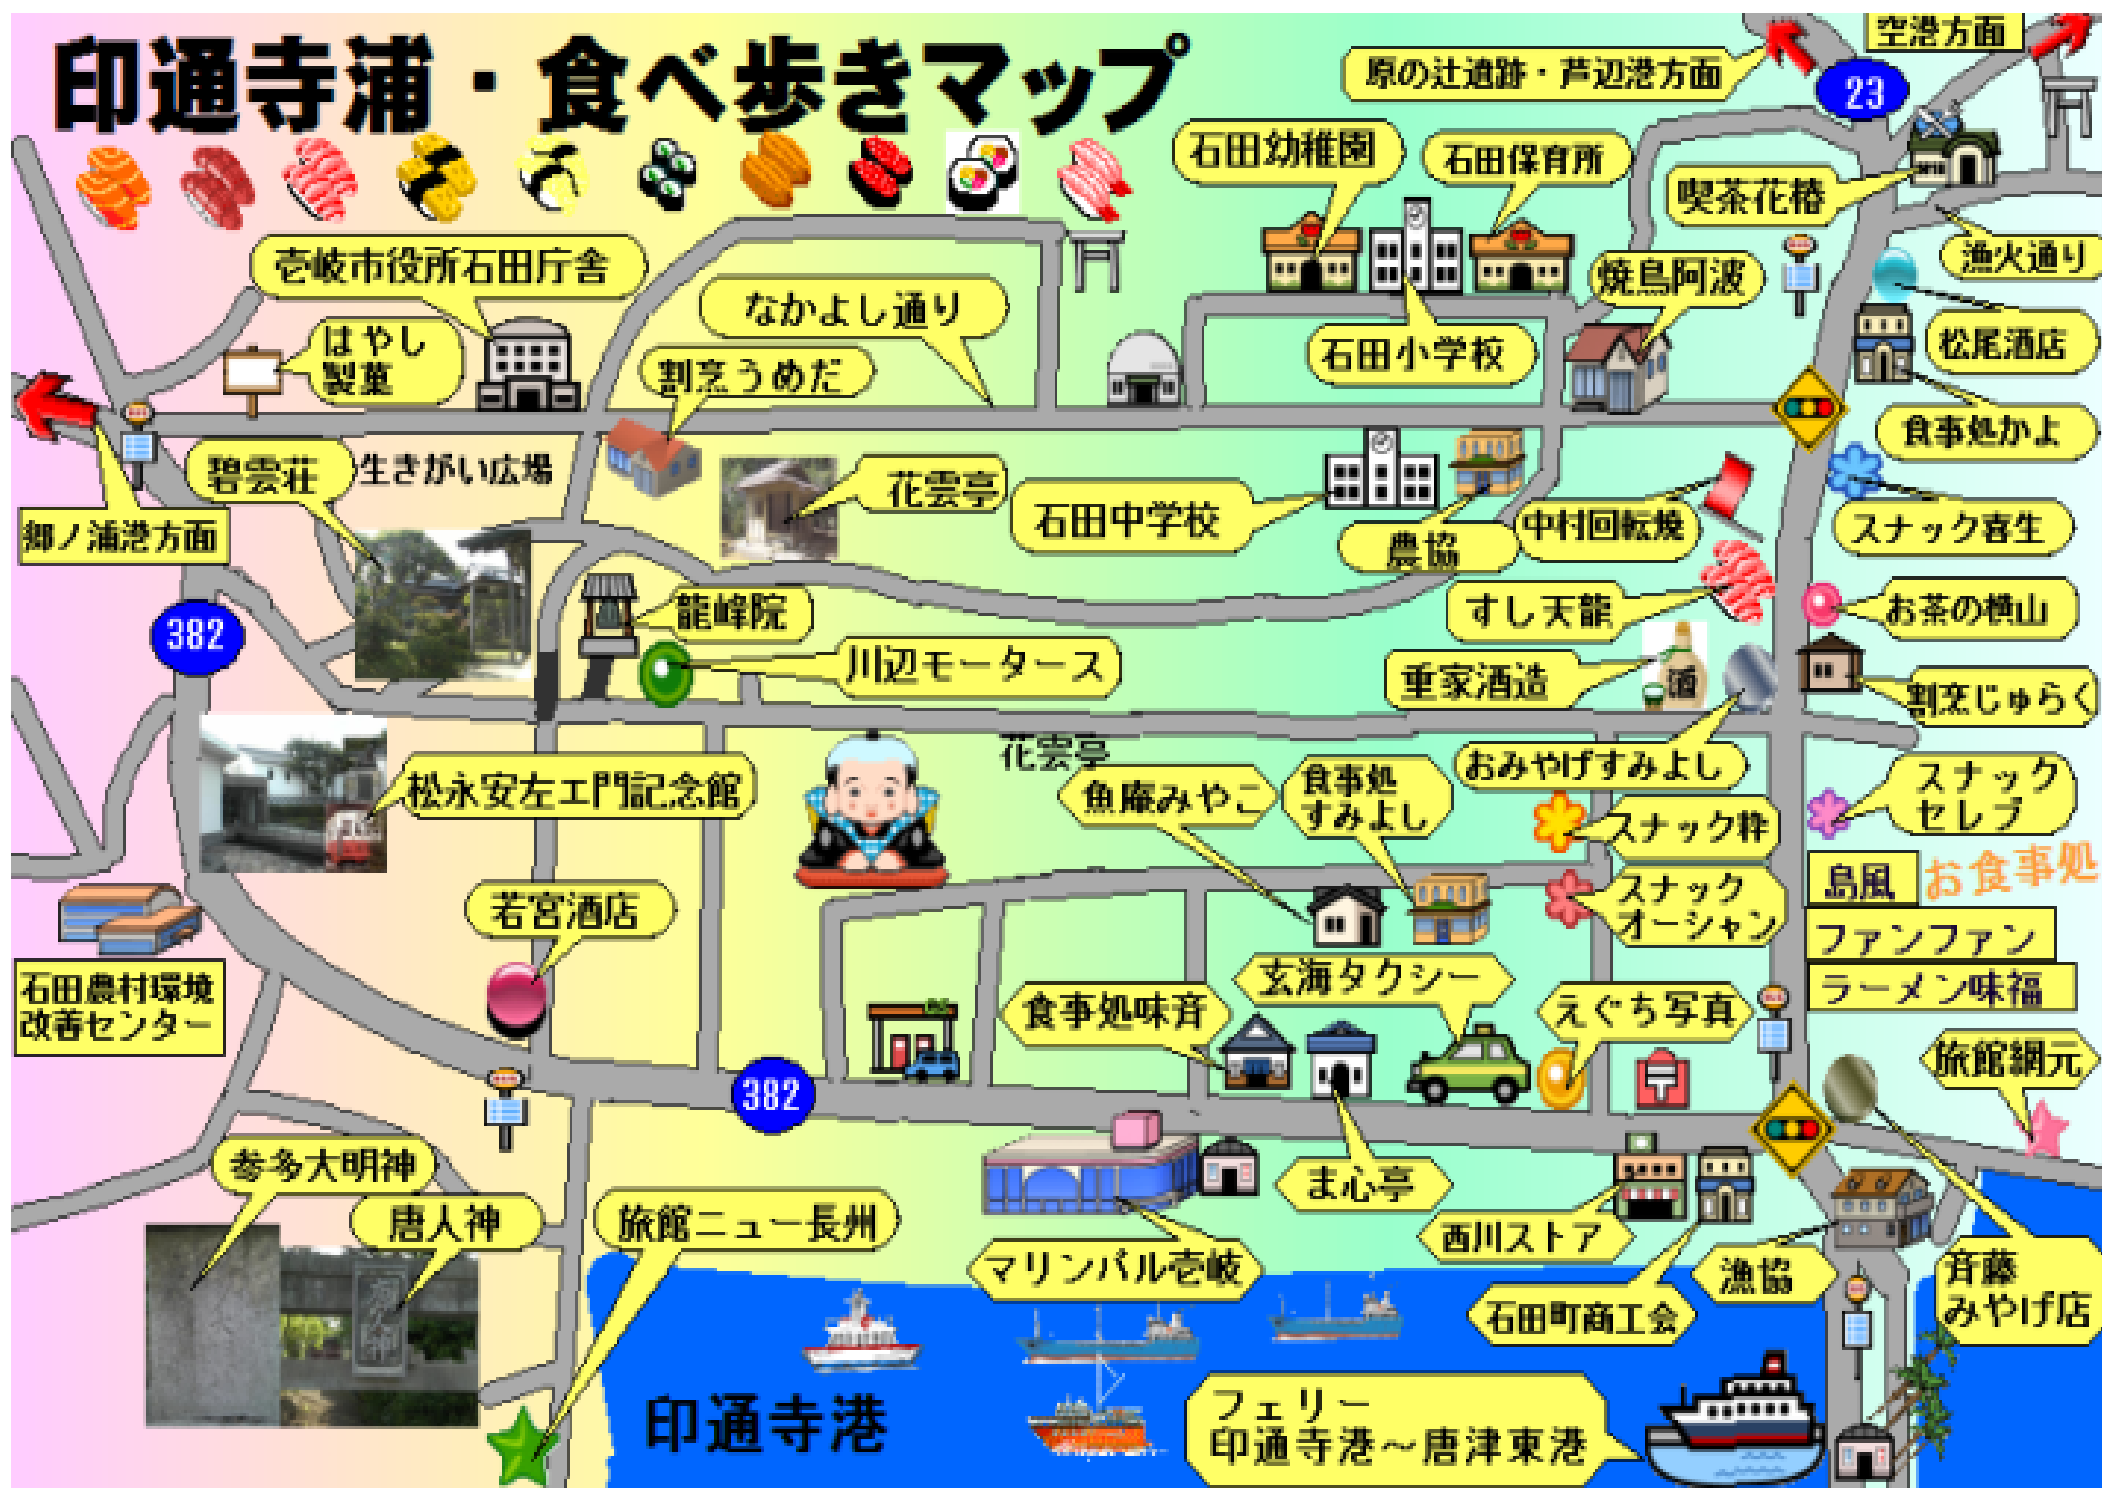 印通寺浦・食べ歩きマップ
空港方面
原の辻遺跡・芦辺港方面
23
石田幼稚園
石田保育所
喫茶花椿
漁火通り
壱岐市役所石田庁舎
なかよし通り
焼鳥阿波
はやし
製菓
割烹うめだ
石田小学校
松尾酒店
食事処かよ
碧雲荘
生きがい広場
花雲亭
石田中学校
農協
中村回転焼
スナック喜生
郷ノ浦港方面
382
龍峰院
すし天龍
お茶の横山
川辺モータース
重家酒造
割烹じゅらく
花雲亭
松永安左エ門記念館
魚庵みやこ
食事処
すみよし
おみやげすみよし
スナック粋
スナック
セレブ
島風
お食事処
若宮酒店
スナック
オーシャン
ファンファン
ラーメン味福
石田農村環境
改善センター
食事処味斉
玄海タクシー
えぐち写真
旅館網元
382
参多大明神
唐人神
旅館ニュー長州
マリンパル壱岐
ま心亭
西川ストア
石田町商工会
漁協
斉藤
みやげ店
酒
印通寺港
フェリー
印通寺港～唐津東港